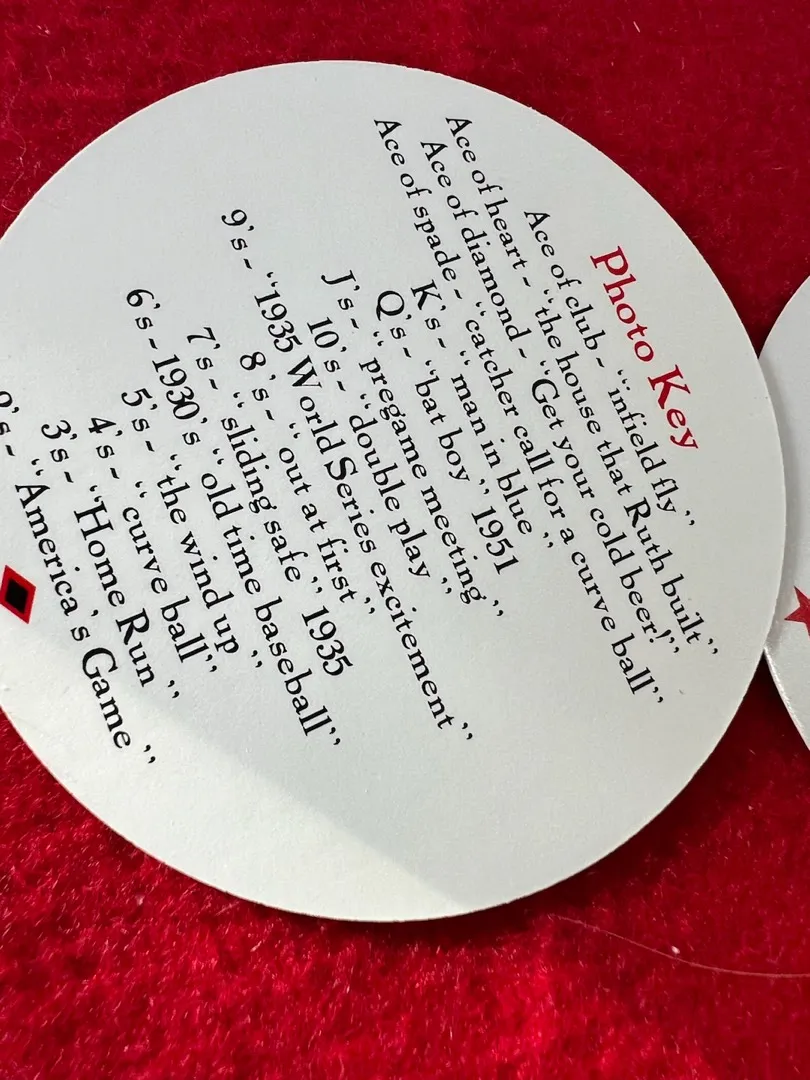 Photo Key
Ace of club - "infield fly"
Ace of heart - "the house that Ruth built"
Ace of diamond - "Get your cold beer!"
Ace of spade - "catcher call for a curve ball"
K's - "man in blue"
Q's - "bat boy" 1951
J's - "pregame meeting"
10's - "double play"
9's - "1935 World Series excitement"
8's - "out at first"
7's - "sliding safe" 1935
6's - 1930's "old time baseball"
5's - "the wind up"
4's - "curve ball"
3's - "Home Run"
's - "America's Game"